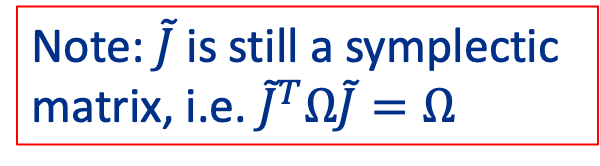 Note: J̃ is still a symplectic
matrix, i.e. J̃ᵀΩJ̃ = Ω